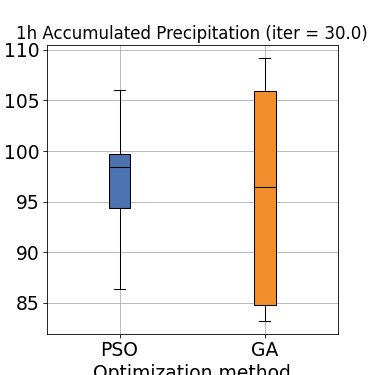 1h Accumulated Precipitation (iter = 30.0)
110
105
100
95
90
85
PSO GA
Optimization method